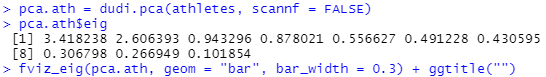 > pca.ath = dudi.pca(athletes, scannf = FALSE)
> pca.ath$eig
[1] 3.418238 2.606393 0.943296 0.878021 0.556627 0.491228 0.430595
[8] 0.306798 0.266949 0.101854
> fviz_eig(pca.ath, geom = "bar", bar_width = 0.3) + ggtitle("")